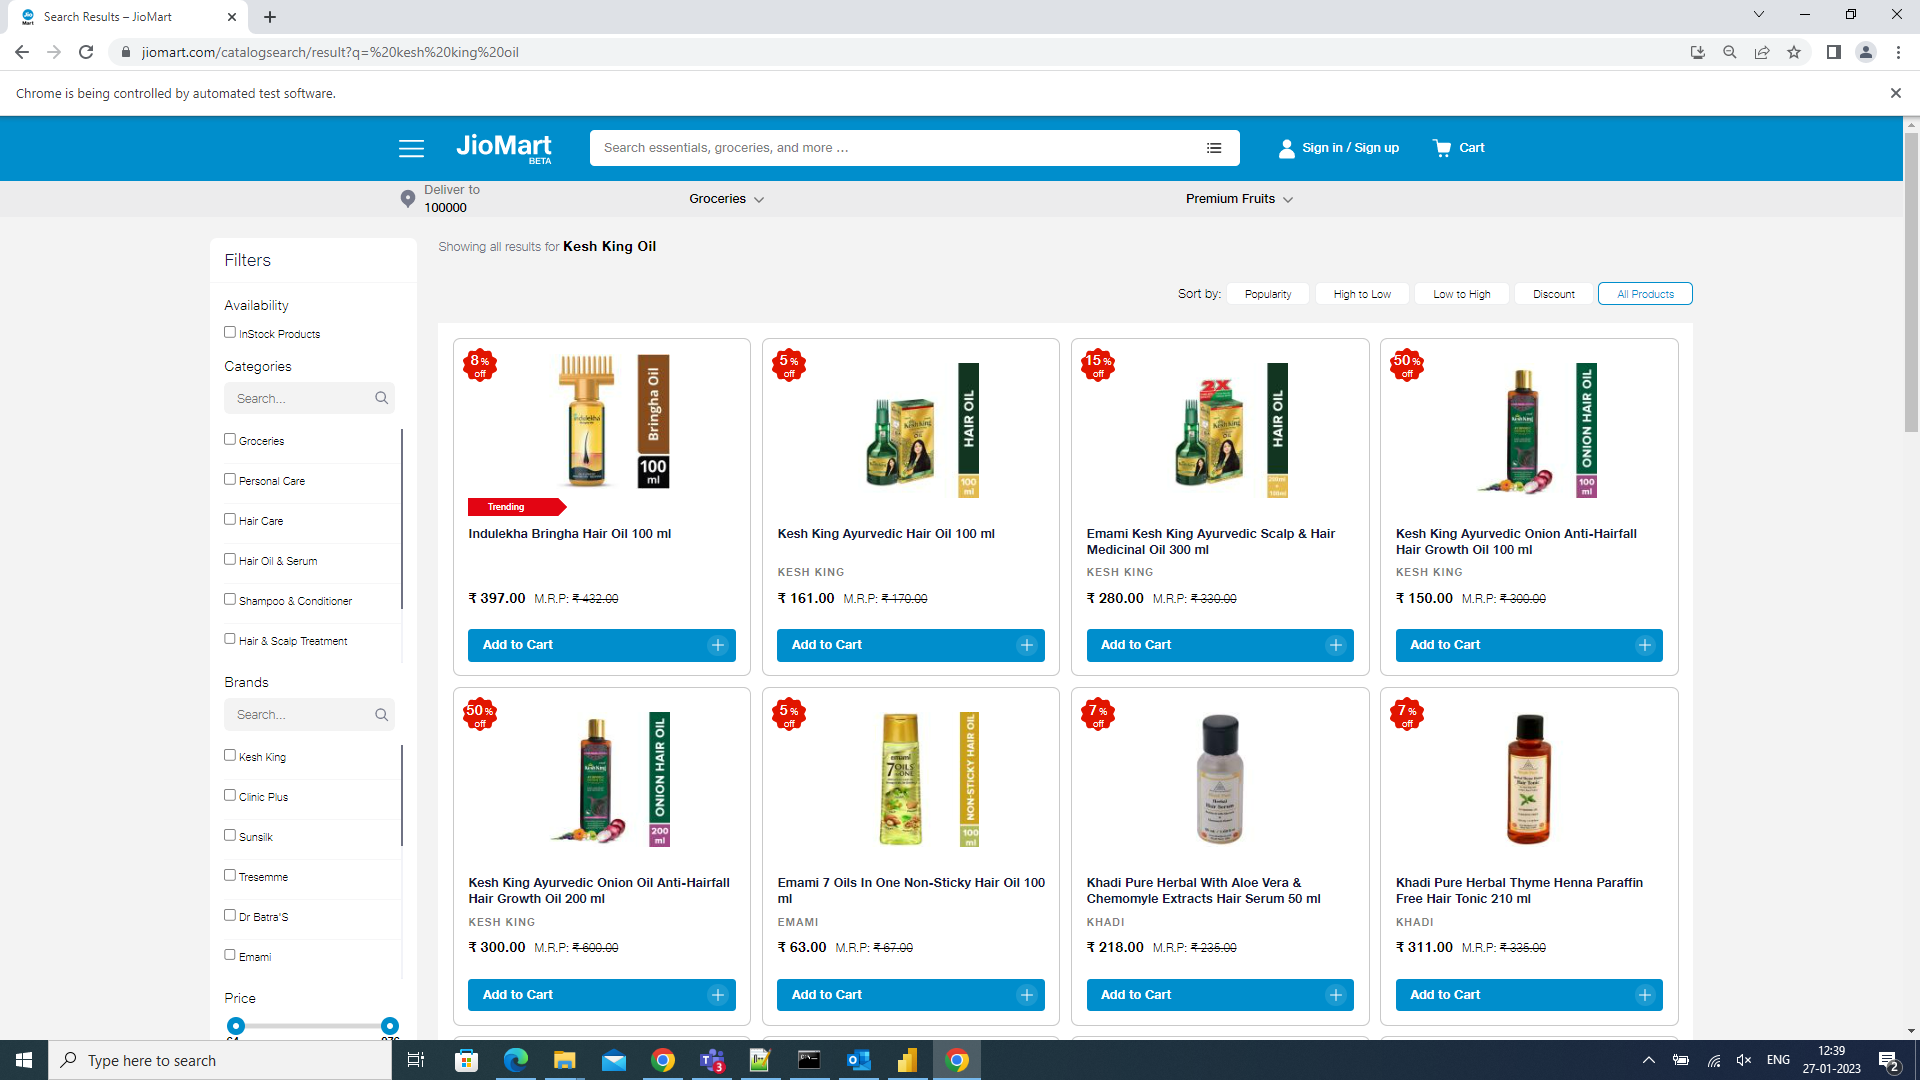 Search Results – JioMart
jiomart.com/catalogsearch/result?q=%20kesh%20king%20oil
Chrome is being controlled by automated test software.
JioMart
BETA
Search essentials, groceries, and more ...
Sign in / Sign up
Cart
Deliver to
100000
Groceries
Premium Fruits
Showing all results for Kesh King Oil
Filters
Availability
InStock Products
Categories
Search...
Groceries
Personal Care
Hair Care
Hair Oil & Serum
Shampoo & Conditioner
Hair & Scalp Treatment
Brands
Search...
Kesh King
Clinic Plus
Sunsilk
Tresemme
Dr Batra'S
Emami
Price
Sort by:
Popularity
High to Low
Low to High
Discount
All Products
8%
off
Bringha Oil
100
ml
Trending
Indulekha Bringha Hair Oil 100 ml
₹ 397.00 M.R.P: ₹ 432.00
Add to Cart
5%
off
HAIR OIL
100
ml
Kesh King Ayurvedic Hair Oil 100 ml
KESH KING
₹ 161.00 M.R.P: ₹ 170.00
Add to Cart
15%
off
2X
HAIR OIL
Emami Kesh King Ayurvedic Scalp & Hair
Medicinal Oil 300 ml
KESH KING
₹ 280.00 M.R.P: ₹ 330.00
Add to Cart
50%
off
ONION HAIR OIL
100
ml
Kesh King Ayurvedic Onion Anti-Hairfall
Hair Growth Oil 100 ml
KESH KING
₹ 150.00 M.R.P: ₹ 300.00
Add to Cart
50%
off
ONION HAIR OIL
200
ml
Kesh King Ayurvedic Onion Oil Anti-Hairfall
Hair Growth Oil 200 ml
KESH KING
₹ 300.00 M.R.P: ₹ 600.00
Add to Cart
5%
off
emami
7 OILS
NON-STICKY HAIR OIL
100
ml
Emami 7 Oils In One Non-Sticky Hair Oil 100
ml
EMAMI
₹ 63.00 M.R.P: ₹ 67.00
Add to Cart
7%
off
Khadi Pure Herbal With Aloe Vera &
Chemomyle Extracts Hair Serum 50 ml
KHADI
₹ 218.00 M.R.P: ₹ 235.00
Add to Cart
7%
off
Khadi Pure Herbal Thyme Henna Paraffin
Free Hair Tonic 210 ml
KHADI
₹ 311.00 M.R.P: ₹ 335.00
Add to Cart
Type here to search
3
ENG
12:39
27-01-2023
2